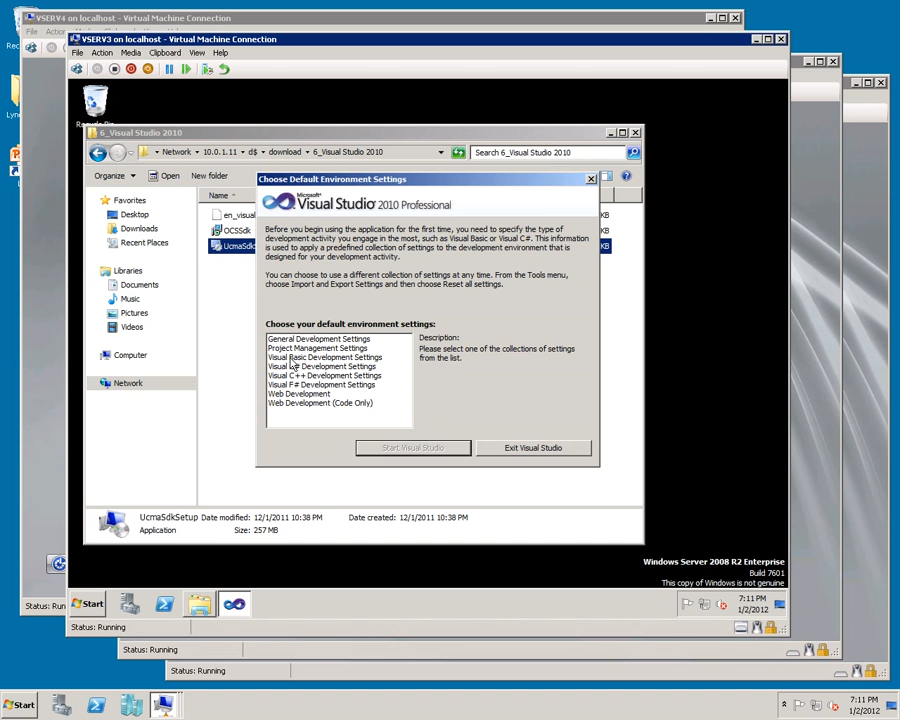 VSERV4 on localhost - Virtual Machine Connection
File
VSERV3 on localhost - Virtual Machine Connection
File Action Media Clipboard View Help
6_Visual Studio 2010
Network 10.0.1.11 d$ download 6_Visual Studio 2010
Search 6_Visual Studio 2010
Organize Open New folder
Name
Favorites
Desktop
Downloads
Recent Places
Libraries
Documents
Music
Pictures
Videos
Computer
Network
en_visual
OCSSdk
UcmaSdk
KB
KB
KB
Choose Default Environment Settings
Microsoft
Visual Studio 2010 Professional
Before you begin using the application for the first time, you need to specify the type of
development activity you engage in the most, such as Visual Basic or Visual C#. This information
is used to apply a predefined collection of settings to the development environment that is
designed for your development activity.
You can choose to use a different collection of settings at any time. From the Tools menu,
choose Import and Export Settings and then choose Reset all settings.
Choose your default environment settings:
General Development Settings
Project Management Settings
Visual Basic Development Settings
Visual C# Development Settings
Visual C++ Development Settings
Visual F# Development Settings
Web Development
Web Development (Code Only)
Description:
Please select one of the collections of settings
from the list.
Start Visual Studio
Exit Visual Studio
UcmaSdkSetup Date modified: 12/1/2011 10:38 PM Date created: 12/1/2011 10:38 PM
Application Size: 257 MB
Windows Server 2008 R2 Enterprise
Build 7601
This copy of Windows is not genuine
Start
7:11 PM
1/2/2012
Status: Running
Status: Running
Status: Running
Start
7:11 PM
1/2/2012